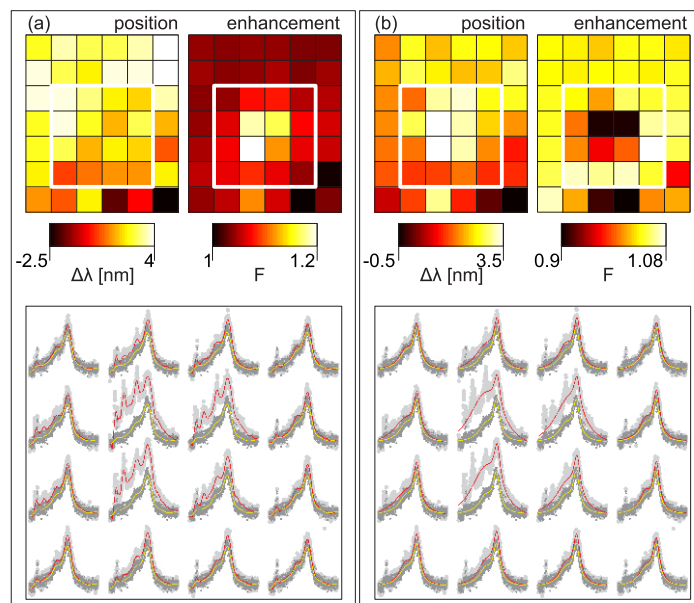 (a) position enhancement
-2.5 4 1 1.2
Δλ [nm] F
(b) position enhancement
-0.5 3.5 0.9 1.08
Δλ [nm] F